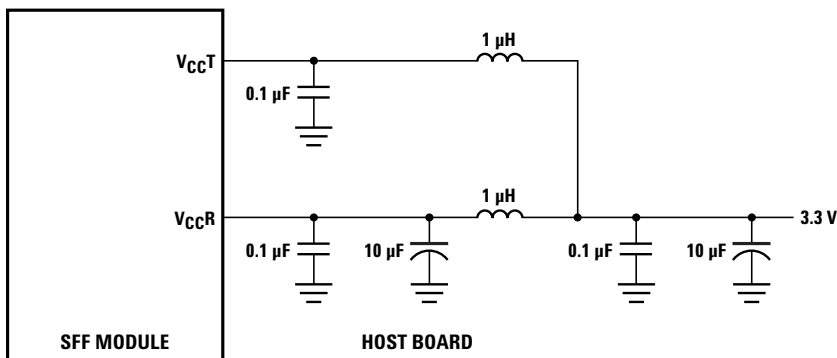 1 µH
VCCT
0.1 µF
1 µH
VCCR
3.3 V
0.1 µF
10 µF
0.1 µF
10 µF
SFF MODULE
HOST BOARD